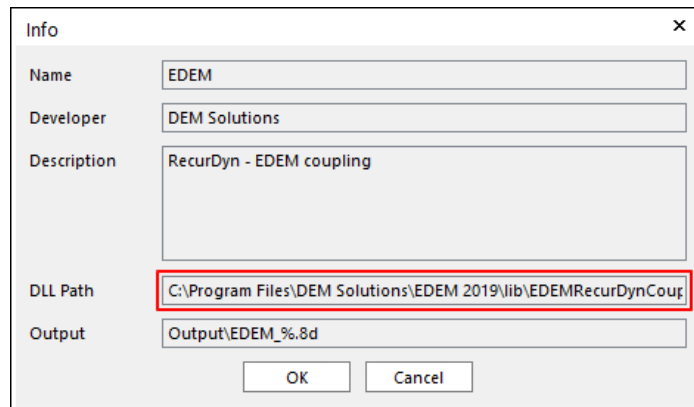 Info
Name EDEM
Developer DEM Solutions
Description RecurDyn - EDEM coupling
DLL Path C:\Program Files\DEM Solutions\EDEM 2019\lib\EDEMRecurDynCoup
Output Output\EDEM_%.8d
OK Cancel